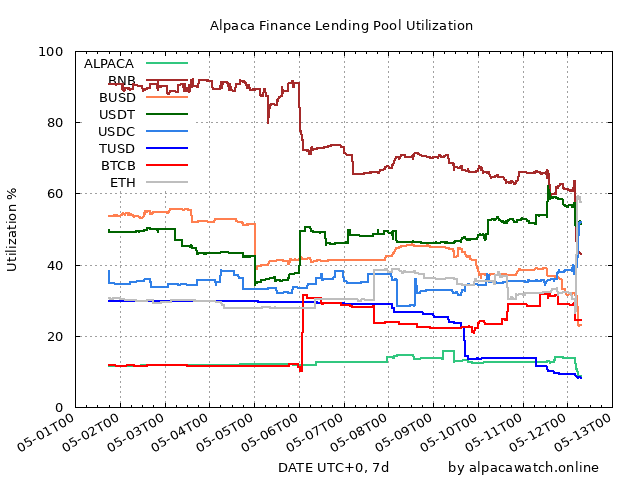 Alpaca Finance Lending Pool Utilization
100
80
60
40
20
0
Utilization %
ALPACA
BNB
BUSD
USDT
USDC
TUSD
BTCB
ETH
05-01T00
05-02T00
05-03T00
05-04T00
05-05T00
05-06T00
05-07T00
05-08T00
05-09T00
05-10T00
05-11T00
05-12T00
05-13T00
DATE UTC+0, 7d
by alpacawatch.online